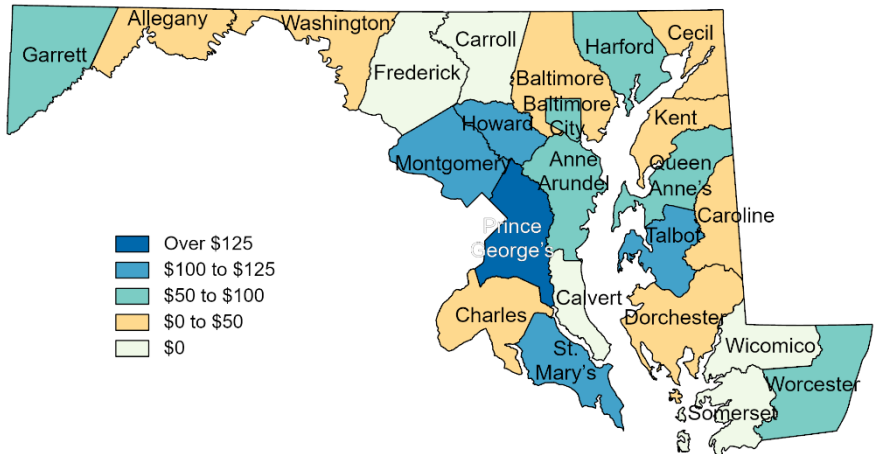 Garrett
Allegany
Washington
Frederick
Carroll
Baltimore
Baltimore
City
Harford
Cecil
Kent
Howard
Montgomery
Anne
Arundel
Queen
Anne's
Prince
George's
Talbot
Caroline
Calvert
Charles
Dorchester
St.
Mary's
Wicomico
Worcester
Somerset
Over $125
$100 to $125
$50 to $100
$0 to $50
$0